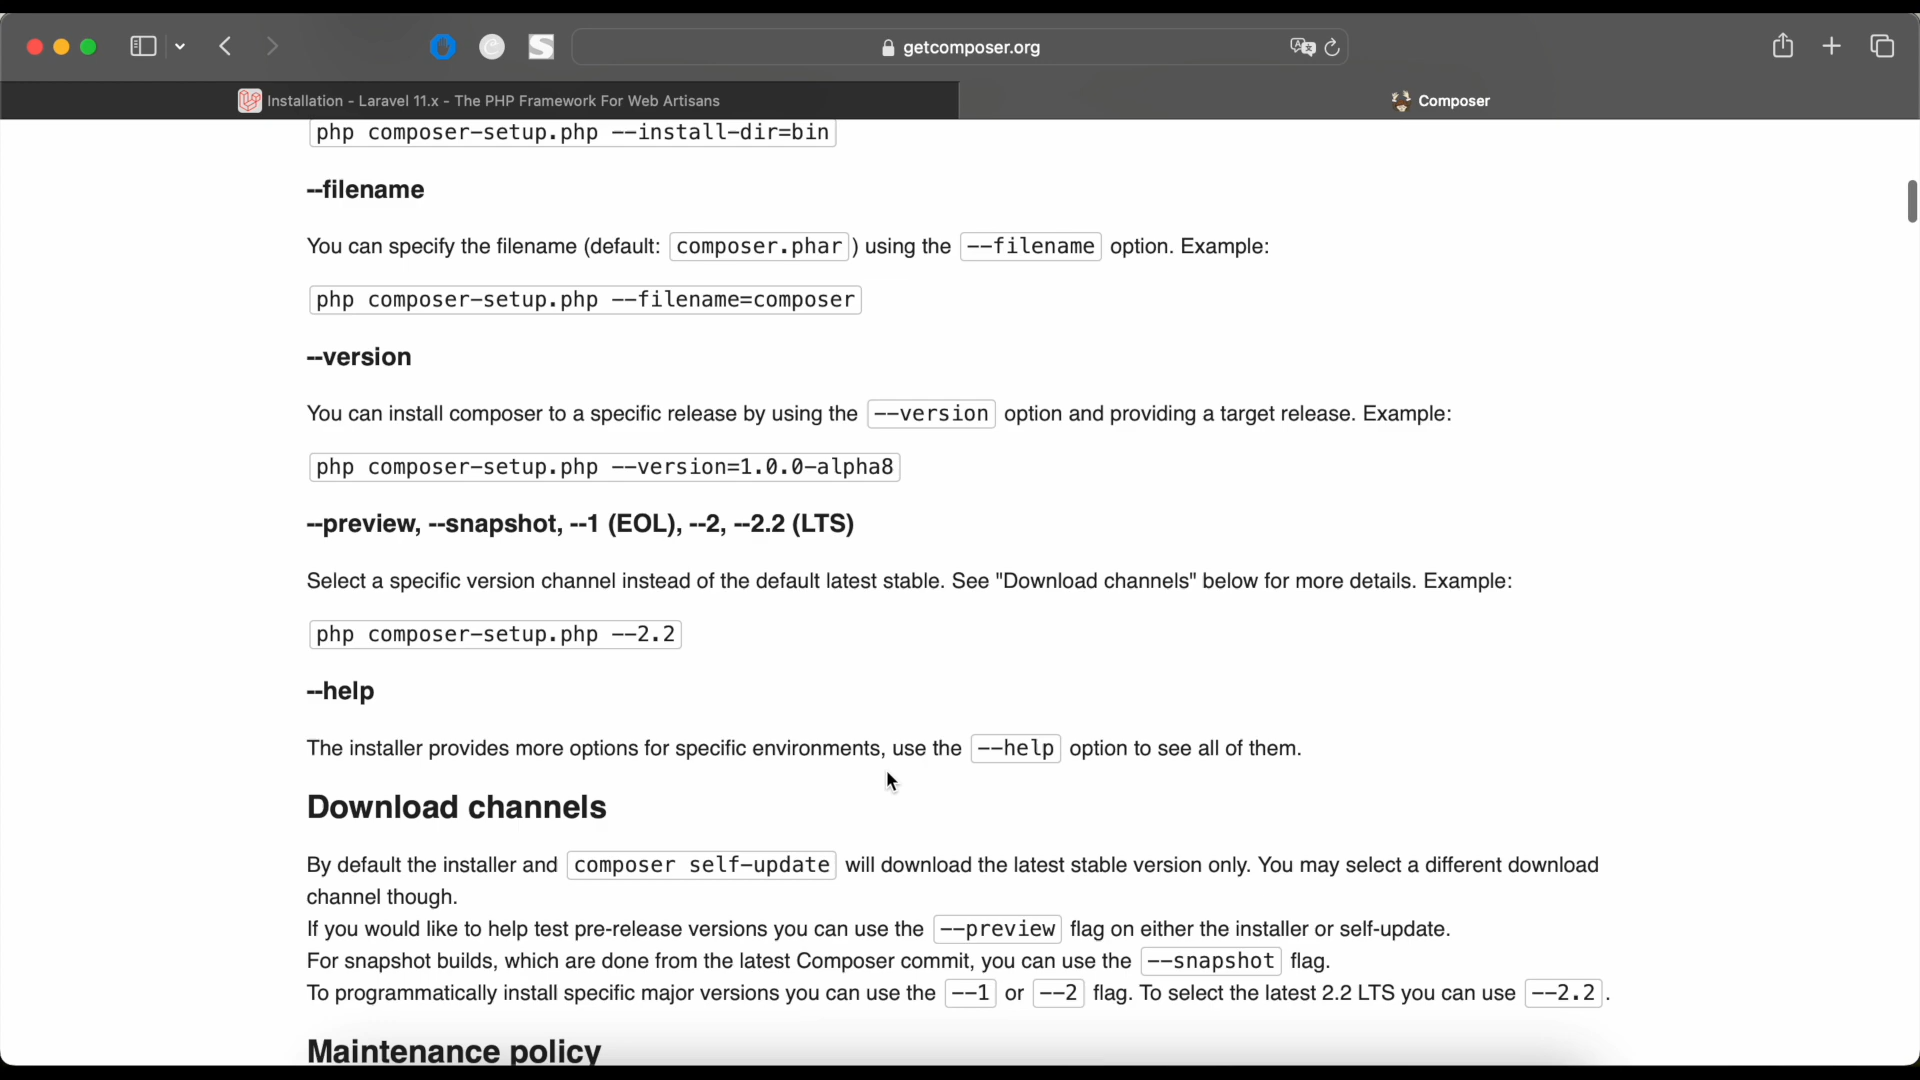 getcomposer.org
Installation - Laravel 11.x - The PHP Framework For Web Artisans
Composer
php composer-setup.php --install-dir=bin
--filename
You can specify the filename (default: composer.phar) using the --filename option. Example:
php composer-setup.php --filename=composer
--version
You can install composer to a specific release by using the --version option and providing a target release. Example:
php composer-setup.php --version=1.0.0-alpha8
--preview, --snapshot, --1 (EOL), --2, --2.2 (LTS)
Select a specific version channel instead of the default latest stable. See "Download channels" below for more details. Example:
php composer-setup.php --2.2
--help
The installer provides more options for specific environments, use the --help option to see all of them.
Download channels
By default the installer and composer self-update will download the latest stable version only. You may select a different download
channel though.
If you would like to help test pre-release versions you can use the --preview flag on either the installer or self-update.
For snapshot builds, which are done from the latest Composer commit, you can use the --snapshot flag.
To programmatically install specific major versions you can use the --1 or --2 flag. To select the latest 2.2 LTS you can use --2.2.
Maintenance policy